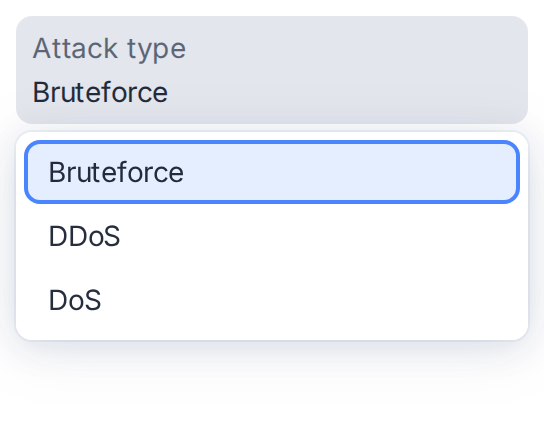 Attack type
Bruteforce
Bruteforce
DDoS
DoS